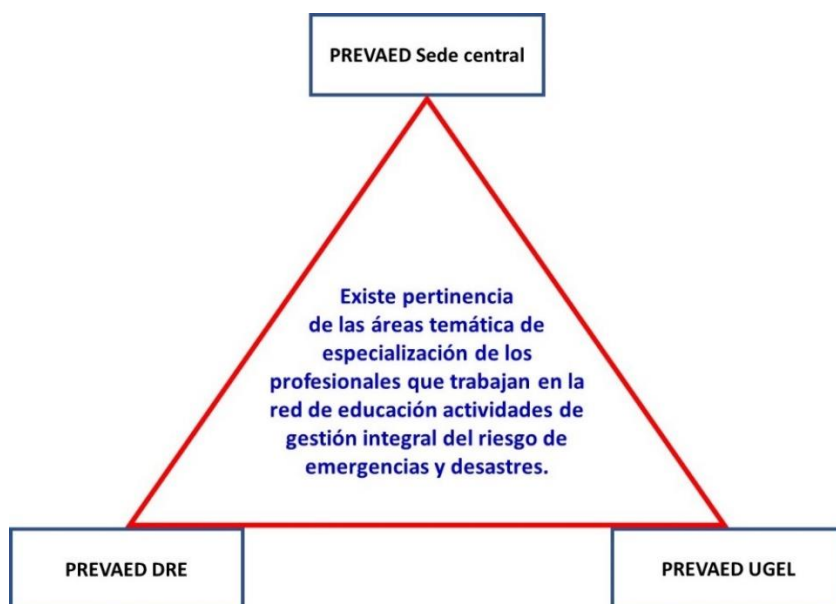 PREVAED Sede central
Existe pertinencia
de las áreas temática de
especialización de los
profesionales que trabajan en la
red de educación actividades de
gestión integral del riesgo de
emergencias y desastres.
PREVAED DRE
PREVAED UGEL